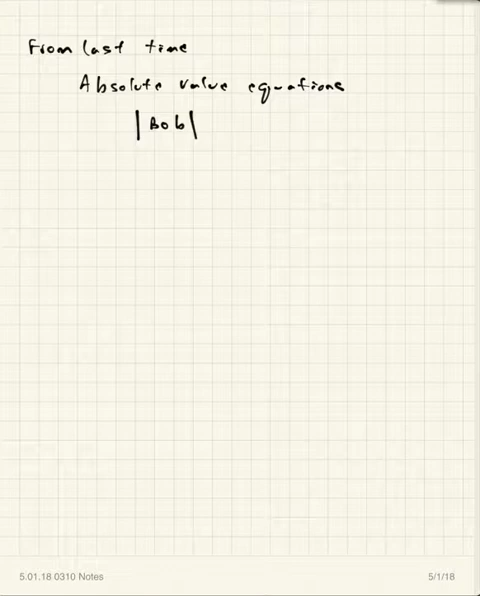 From last time
Absolute value equations
|Bob|
5.01.18 0310 Notes
5/1/18